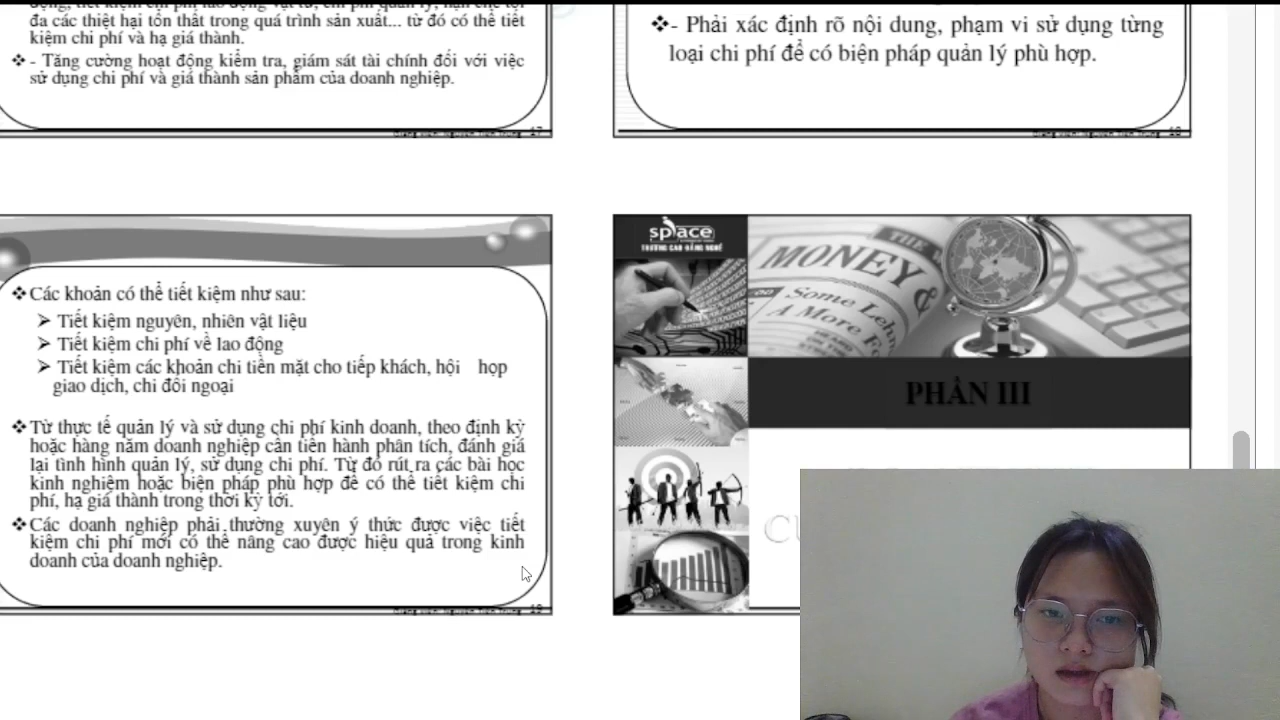 đa các thiệt hại tổn thất trong quá trình sản xuất... từ đó có thể tiết
kiệm chi phí và hạ giá thành.
- Tăng cường hoạt động kiểm tra, giám sát tài chính đối với việc
sử dụng chi phí và giá thành sản phẩm của doanh nghiệp.
17
- Phải xác định rõ nội dung, phạm vi sử dụng từng
loại chi phí để có biện pháp quản lý phù hợp.
18
Các khoản có thể tiết kiệm như sau:
Tiết kiệm nguyên, nhiên vật liệu
Tiết kiệm chi phí về lao động
Tiết kiệm các khoản chi tiền mặt cho tiếp khách, hội họp
giao dịch, chi đối ngoại
Từ thực tế quản lý và sử dụng chi phí kinh doanh, theo định kỳ
hoặc hàng năm doanh nghiệp cần tiến hành phân tích, đánh giá
lại tình hình quản lý, sử dụng chi phí. Từ đó rút ra các bài học
kinh nghiệm hoặc biện pháp phù hợp để có thể tiết kiệm chi
phí, hạ giá thành trong thời kỳ tới.
Các doanh nghiệp phải thường xuyên ý thức được việc tiết
kiệm chi phí mới có thể nâng cao được hiệu quả trong kinh
doanh của doanh nghiệp.
19
space
TRƯỜNG CAO ĐẲNG NGHỀ
THE
MONEY &
Some
A More
PHẦN III